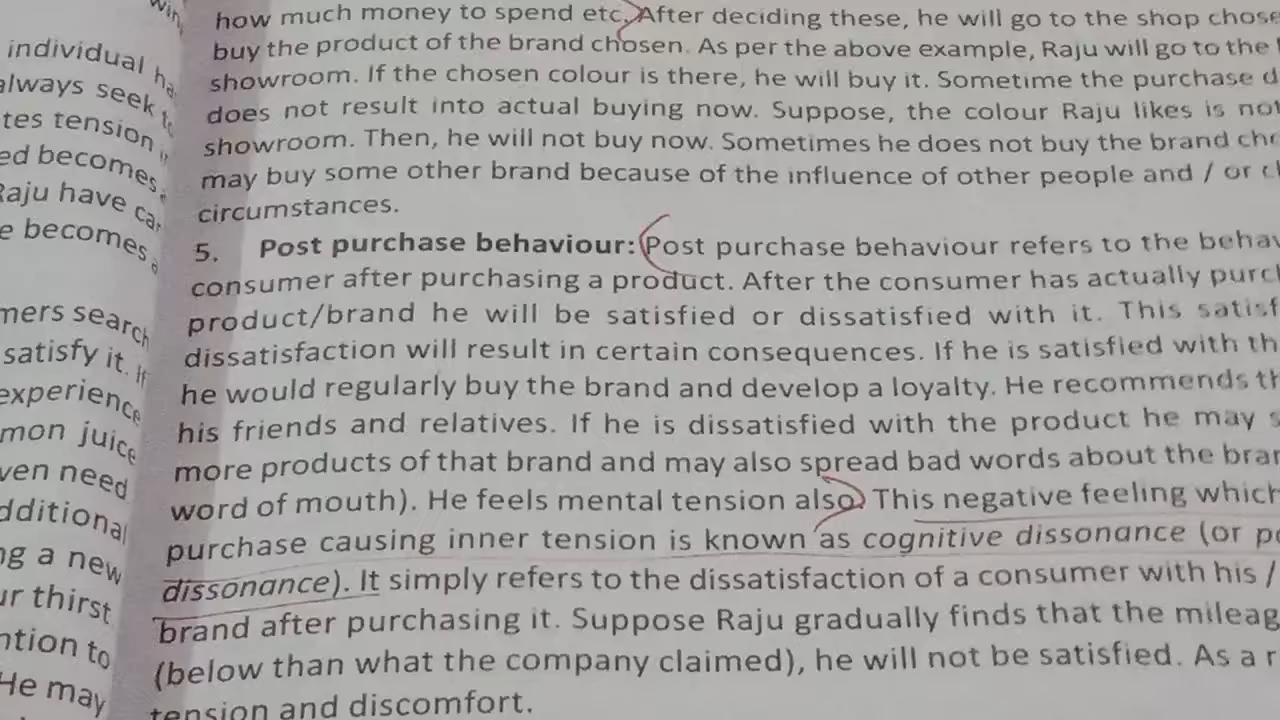 win
individual
always seek
tes tension
ed becomes
Raju have
e becomes
mers search
satisfy it. If
experience
mon juice
ven need
dditional
ng a new
ur thirst
ntion to
He may
how much money to spend etc. After deciding these, he will go to the shop chose
buy the product of the brand chosen. As per the above example, Raju will go to the
showroom. If the chosen colour is there, he will buy it. Sometime the purchase d
does not result into actual buying now. Suppose, the colour Raju likes is not
showroom. Then, he will not buy now. Sometimes he does not buy the brand cho
may buy some other brand because of the influence of other people and / or
circumstances.
5. Post purchase behaviour: Post purchase behaviour refers to the behav
consumer after purchasing a product. After the consumer has actually purch
product/brand he will be satisfied or dissatisfied with it. This satisf
dissatisfaction will result in certain consequences. If he is satisfied with th
he would regularly buy the brand and develop a loyalty. He recommends th
his friends and relatives. If he is dissatisfied with the product he may s
more products of that brand and may also spread bad words about the bran
word of mouth). He feels mental tension also. This negative feeling which
purchase causing inner tension is known as cognitive dissonance (or po
dissonance). It simply refers to the dissatisfaction of a consumer with his /
brand after purchasing it. Suppose Raju gradually finds that the mileag
(below than what the company claimed), he will not be satisfied. As a r
tension and discomfort.